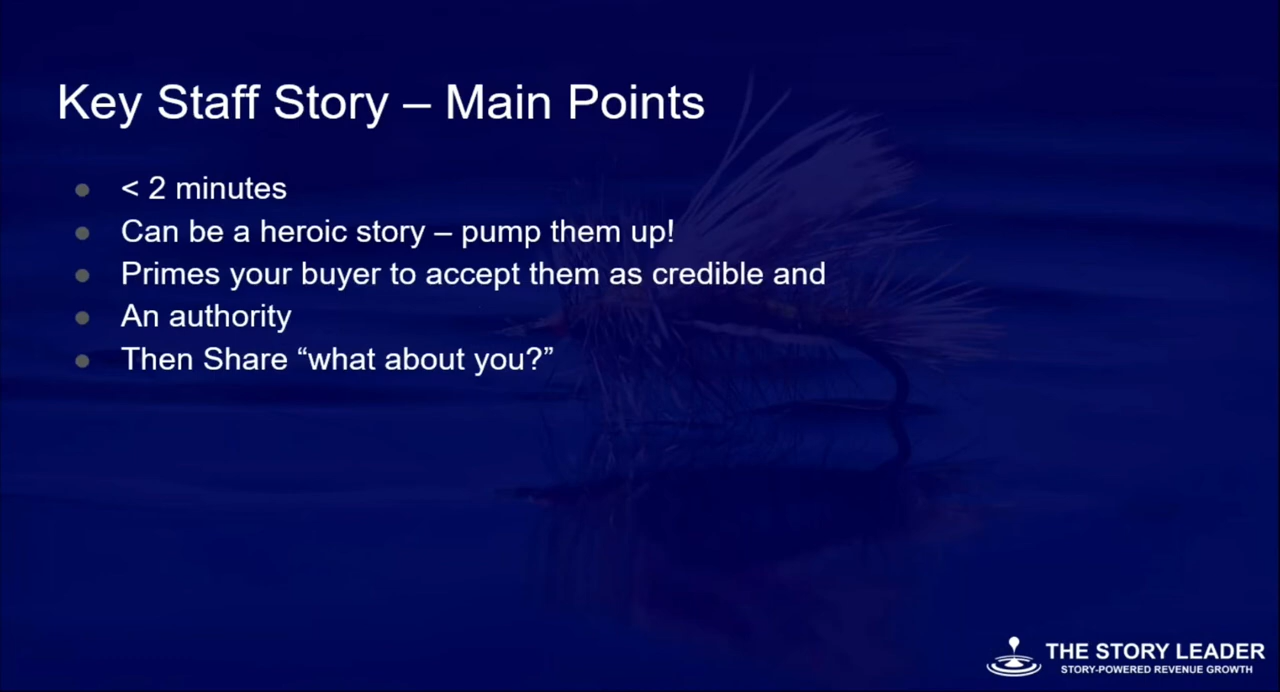 Key Staff Story – Main Points
● < 2 minutes
● Can be a heroic story – pump them up!
● Primes your buyer to accept them as credible and
● An authority
● Then Share “what about you?”
THE STORY LEADER
STORY-POWERED REVENUE GROWTH